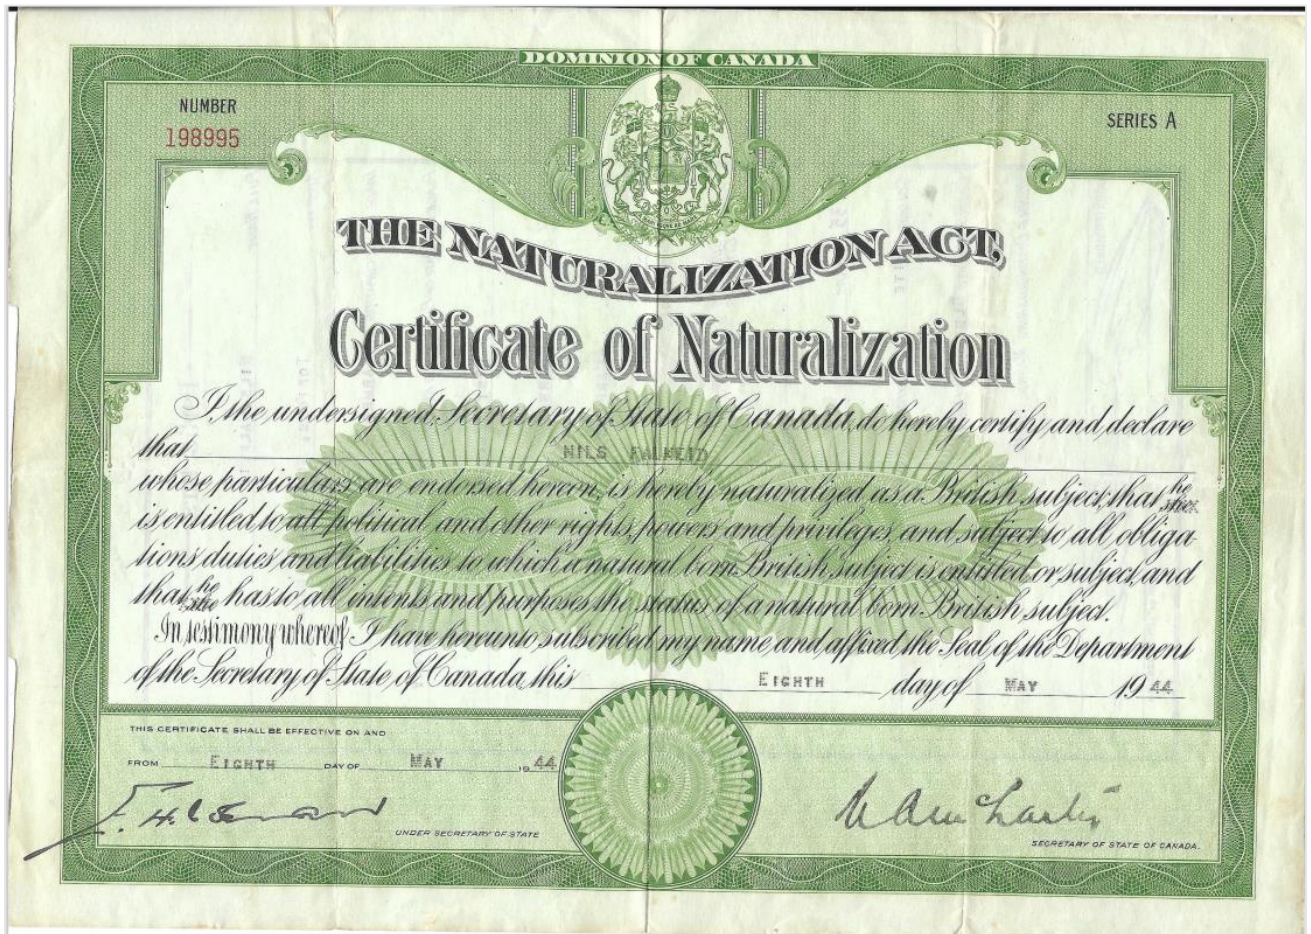 DOMINION OF CANADA
NUMBER
198995
SERIES A
THE NATURALIZATION ACT,
Certificate of Naturalization
I, the undersigned, Secretary of State of Canada, do hereby certify and declare
that NILS
whose particulars are endorsed hereon, is hereby naturalized as a British subject, that he she
is entitled to all political and other rights, powers and privileges, and subject to all obliga-
tions, duties and liabilities to which a natural born British subject is entitled or subject, and
that he she has to all intents and purposes the status of a natural born British subject.
In testimony whereof I have hereunto subscribed my name and affixed the Seal of the Department
of the Secretary of State of Canada this EIGHTH day of MAY 1944
THIS CERTIFICATE SHALL BE EFFECTIVE ON AND
FROM EIGHTH DAY OF MAY 1944
UNDER SECRETARY OF STATE
SECRETARY OF STATE OF CANADA.